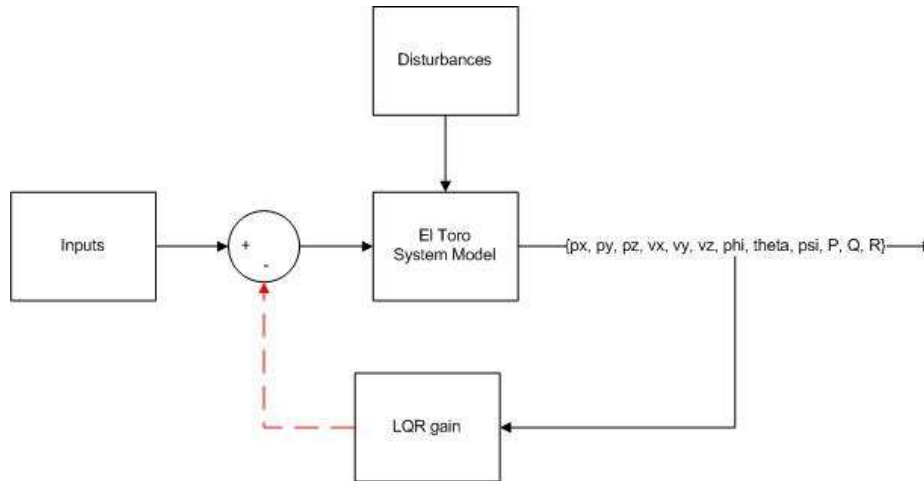 Disturbances
Inputs
+
-
El Toro
System Model
{px, py, pz, vx, vy, vz, phi, theta, psi, P, Q, R}
LQR gain